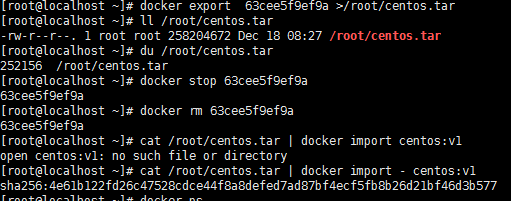 [root@localhost ~]# docker export  63cee5f9ef9a >/root/centos.tar
[root@localhost ~]# ll /root/centos.tar
-rw-r--r--. 1 root root 258204672 Dec 18 08:27 /root/centos.tar
[root@localhost ~]# du /root/centos.tar
252156  /root/centos.tar
[root@localhost ~]# docker stop 63cee5f9ef9a
63cee5f9ef9a
[root@localhost ~]# docker rm 63cee5f9ef9a
63cee5f9ef9a
[root@localhost ~]# cat /root/centos.tar | docker import centos:v1
open centos:v1: no such file or directory
[root@localhost ~]# cat /root/centos.tar | docker import - centos:v1
sha256:4e61b122fd26c47528cdce44f8a8defed7ad87bf4ecf5fb8b26d21bf46d3b577
[root@localhost ~]# docker ps